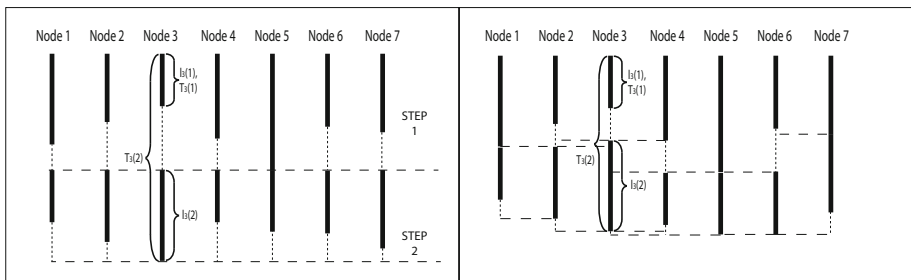 Node 1 Node 2 Node 3 Node 4 Node 5 Node 6 Node 7
I3(1),
T3(1)
STEP
1
T3(2)
I3(2)
STEP
2
Node 1 Node 2 Node 3 Node 4 Node 5 Node 6 Node 7
I3(1),
T3(1)
T3(2)
I3(2)